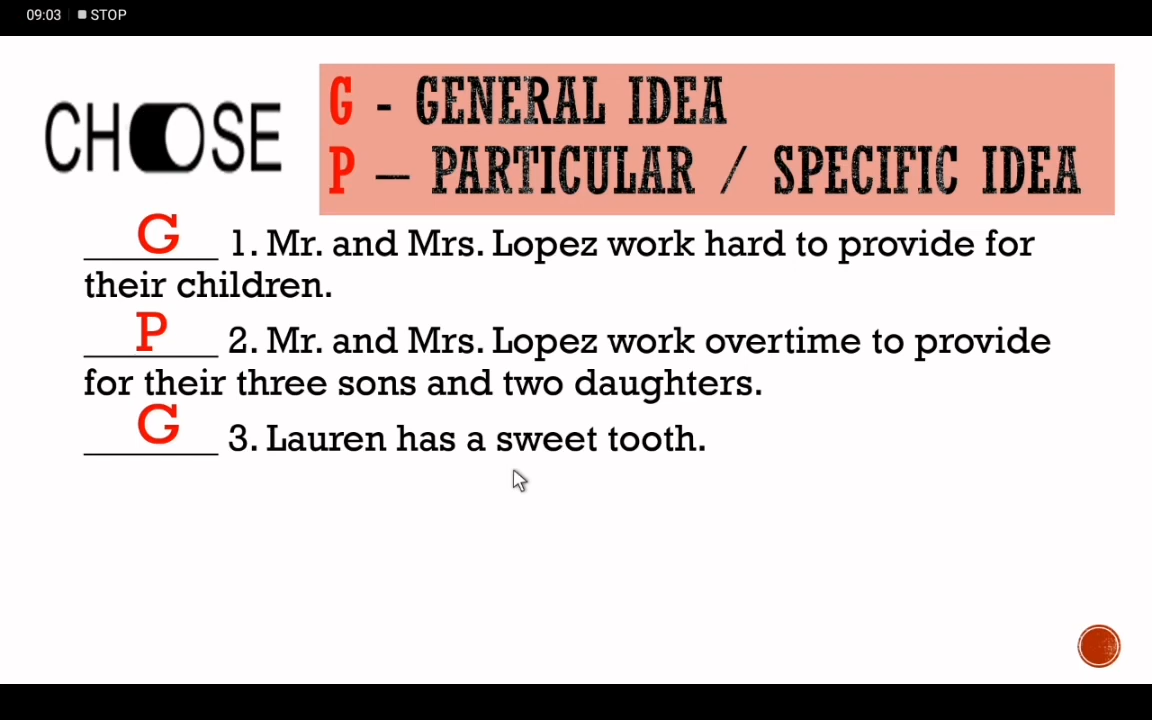 09:03 STOP
CHOOSE
G - GENERAL IDEA
P – PARTICULAR / SPECIFIC IDEA
G 1. Mr. and Mrs. Lopez work hard to provide for
their children.
P 2. Mr. and Mrs. Lopez work overtime to provide
for their three sons and two daughters.
G 3. Lauren has a sweet tooth.